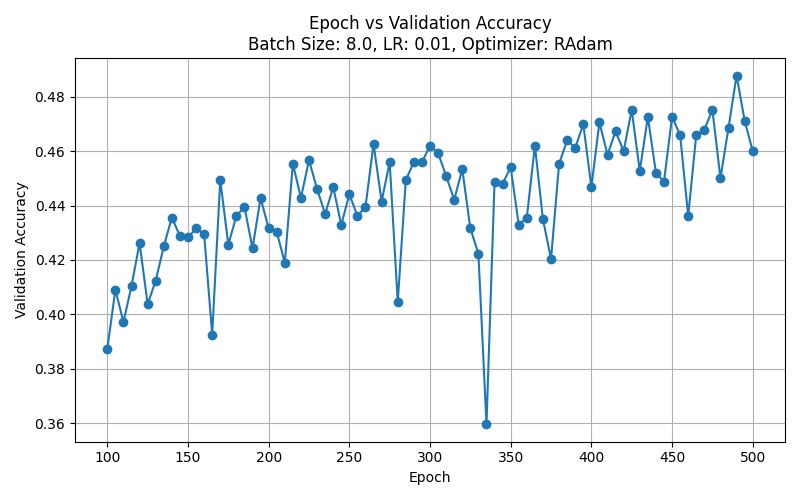 Epoch vs Validation Accuracy
Batch Size: 8.0, LR: 0.01, Optimizer: RAdam
Validation Accuracy
0.48
0.46
0.44
0.42
0.40
0.38
0.36
100 150 200 250 300 350 400 450 500
Epoch